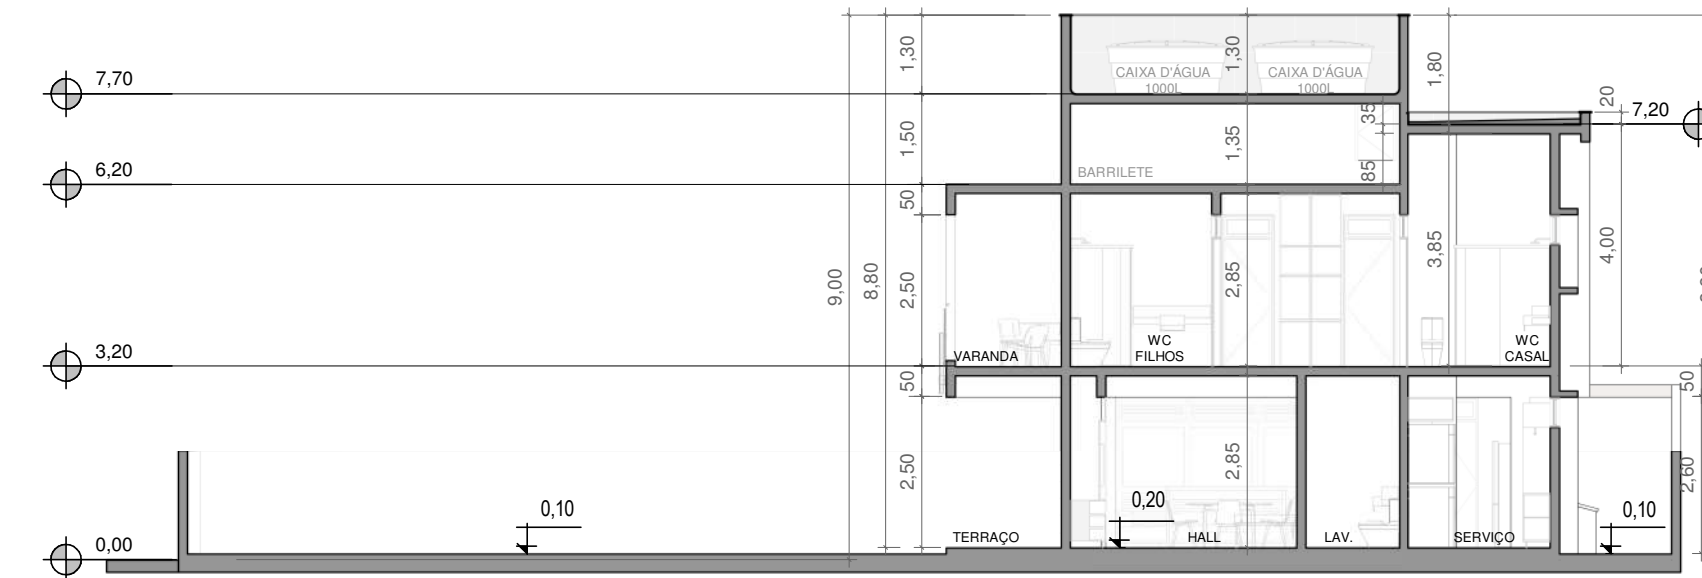 7,70
6,20
3,20
0,00
9,00
8,80
1,30
1,50
50
2,50
50
2,50
CAIXA D'ÁGUA
1000L
1,30
CAIXA D'ÁGUA
1000L
1,80
20
7,20
35
1,35
85
BARRILETE
2,85
3,85
4,00
VARANDA
WC
FILHOS
WC
CASAL
50
2,85
2,60
0,10
0,20
0,10
TERRAÇO
HALL
LAV.
SERVIÇO